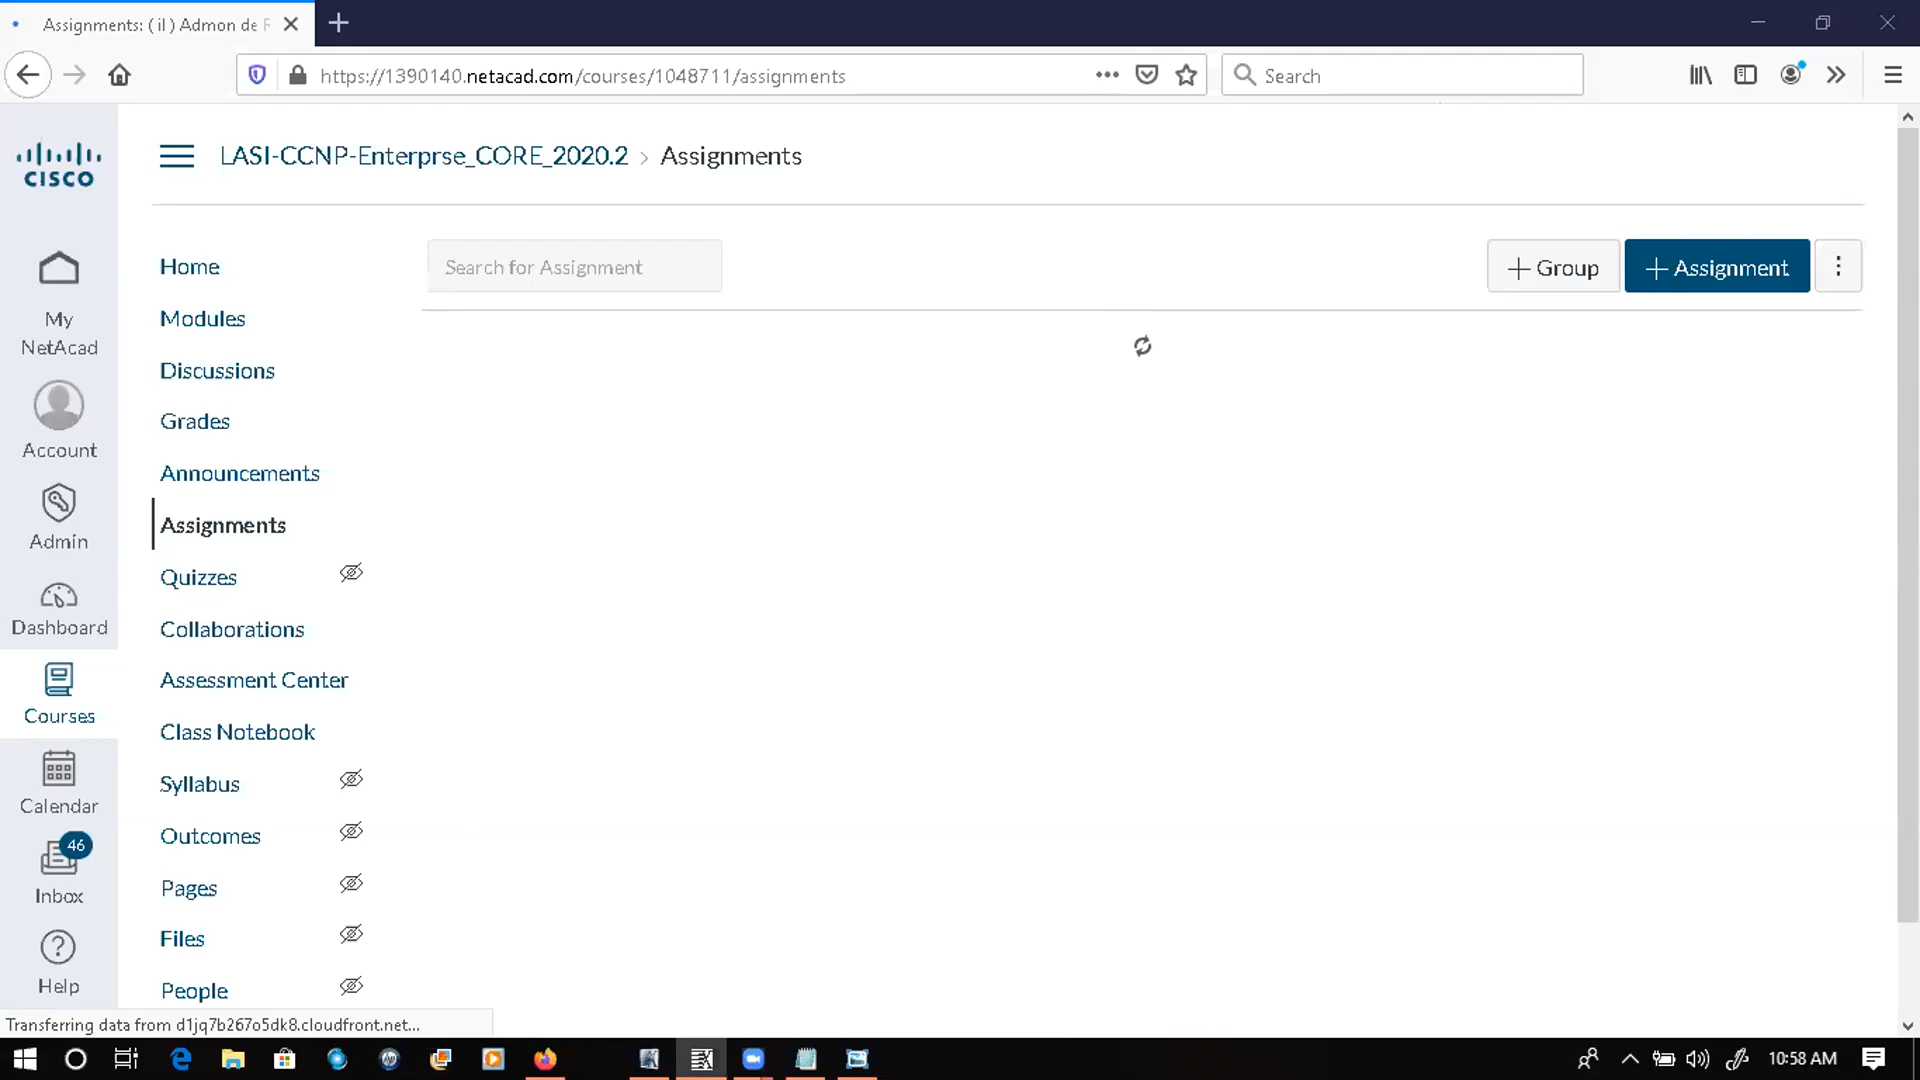 Assignments: ( il ) Admon de R
https://1390140.netacad.com/courses/1048711/assignments
Search
CISCO
LASI-CCNP-Enterprse_CORE_2020.2 > Assignments
My
NetAcad
Account
Admin
Dashboard
Courses
Calendar
46
Inbox
Help
Home
Modules
Discussions
Grades
Announcements
Assignments
Quizzes
Collaborations
Assessment Center
Class Notebook
Syllabus
Outcomes
Pages
Files
People
Search for Assignment
+ Group
+ Assignment
Transferring data from d1jq7b267o5dk8.cloudfront.net...
10:58 AM